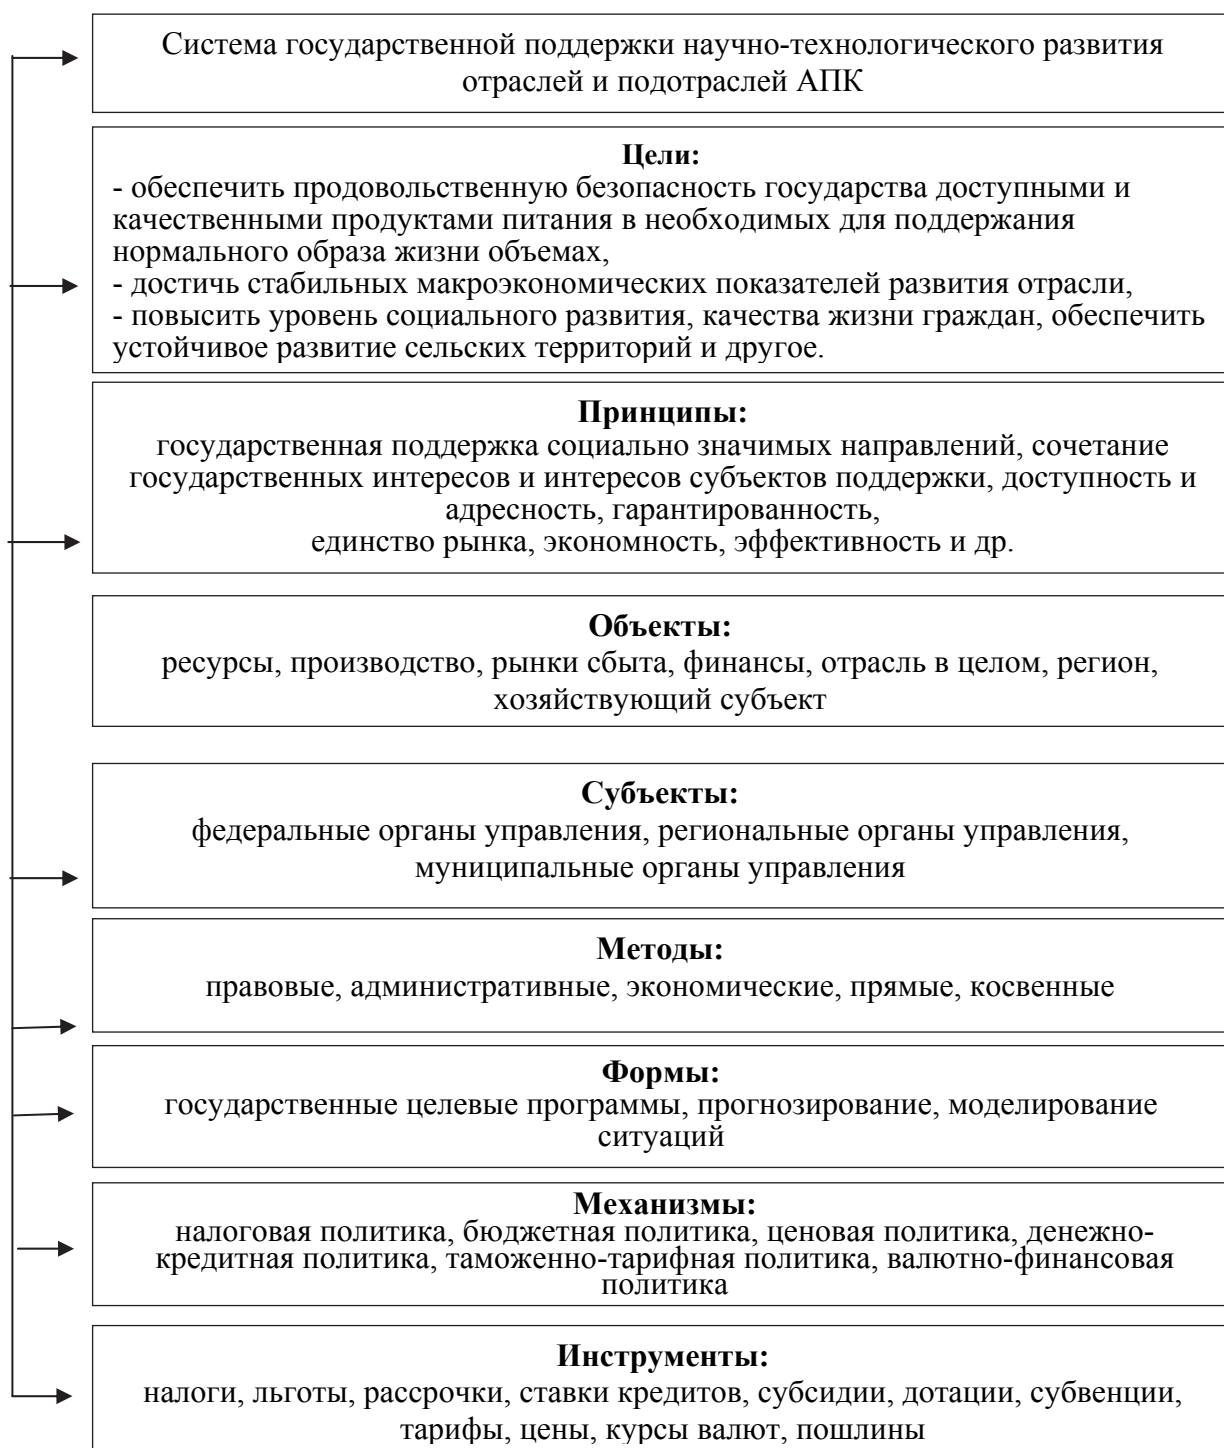 Система государственной поддержки научно-технологического развития
отраслей и подотраслей АПК
Цели:
- обеспечить продовольственную безопасность государства доступными и
качественными продуктами питания в необходимых для поддержания
нормального образа жизни объемах,
- достичь стабильных макроэкономических показателей развития отрасли,
- повысить уровень социального развития, качества жизни граждан, обеспечить
устойчивое развитие сельских территорий и другое.
Принципы:
государственная поддержка социально значимых направлений, сочетание
государственных интересов и интересов субъектов поддержки, доступность и
адресность, гарантированность,
единство рынка, экономность, эффективность и др.
Объекты:
ресурсы, производство, рынки сбыта, финансы, отрасль в целом, регион,
хозяйствующий субъект
Субъекты:
федеральные органы управления, региональные органы управления,
муниципальные органы управления
Методы:
правовые, административные, экономические, прямые, косвенные
Формы:
государственные целевые программы, прогнозирование, моделирование
ситуаций
Механизмы:
налоговая политика, бюджетная политика, ценовая политика, денежно-
кредитная политика, таможенно-тарифная политика, валютно-финансовая
политика
Инструменты:
налоги, льготы, рассрочки, ставки кредитов, субсидии, дотации, субвенции,
тарифы, цены, курсы валют, пошлины